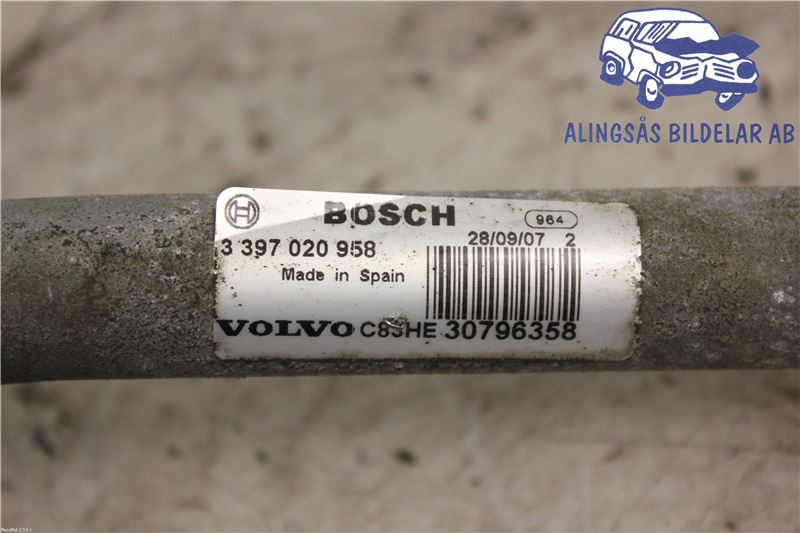 ALINGSÅS BILDELAR AB
BOSCH 964
3 397 020 958 28/09/07 2
Made in Spain
VOLVO C8SHE 30796358